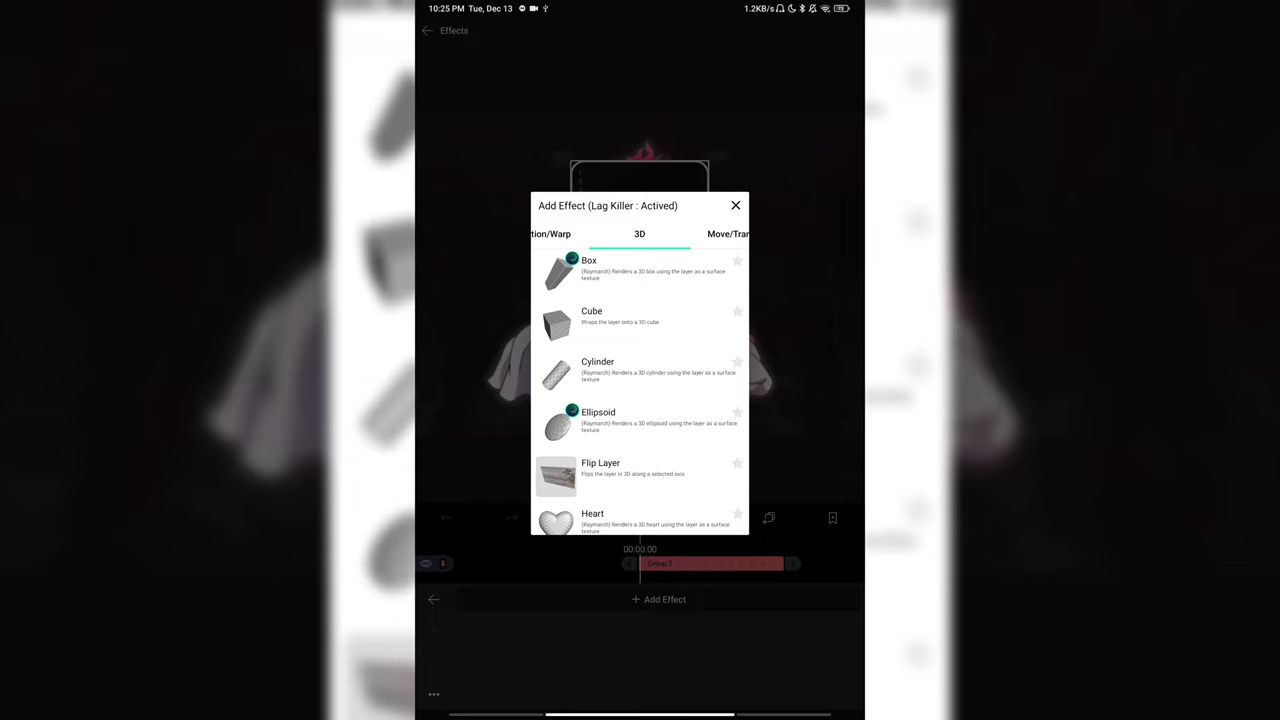 10:25 PM Tue, Dec 13
1.2KB/s
Effects
Add Effect (Lag Killer : Actived)
tion/Warp 3D Move/Tran
Box
(Raymarch) Renders a 3D box using the layer as a surface
texture
Cube
Wraps the layer onto a 3D cube
Cylinder
(Raymarch) Renders a 3D cylinder using the layer as a surface
texture
Ellipsoid
(Raymarch) Renders a 3D ellipsoid using the layer as a surface
texture
Flip Layer
Flips the layer in 3D along a selected axis
Heart
(Raymarch) Renders a 3D heart using the layer as a surface
texture
00:00:00
Group 2
+ Add Effect